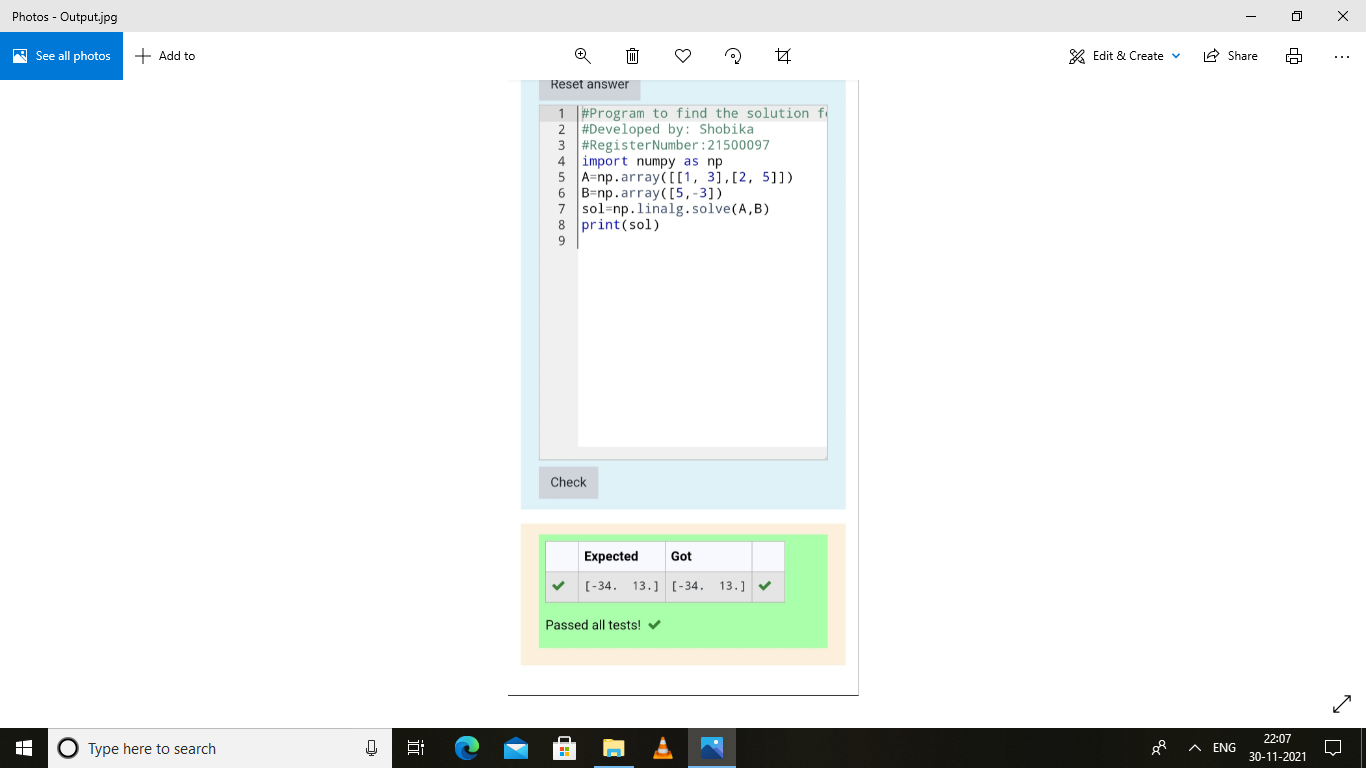 Photos - Output.jpg
See all photos
Add to
Edit & Create
Share
Reset answer
1 #Program to find the solution f
2 #Developed by: Shobika
3 #RegisterNumber:21500097
4 import numpy as np
5 A=np.array([[1, 3],[2, 5]])
6 B=np.array([5,-3])
7 sol=np.linalg.solve(A,B)
8 print(sol)
9
Check
Expected Got
[-34. 13.] [-34. 13.]
Passed all tests!
Type here to search
ENG
22:07
30-11-2021